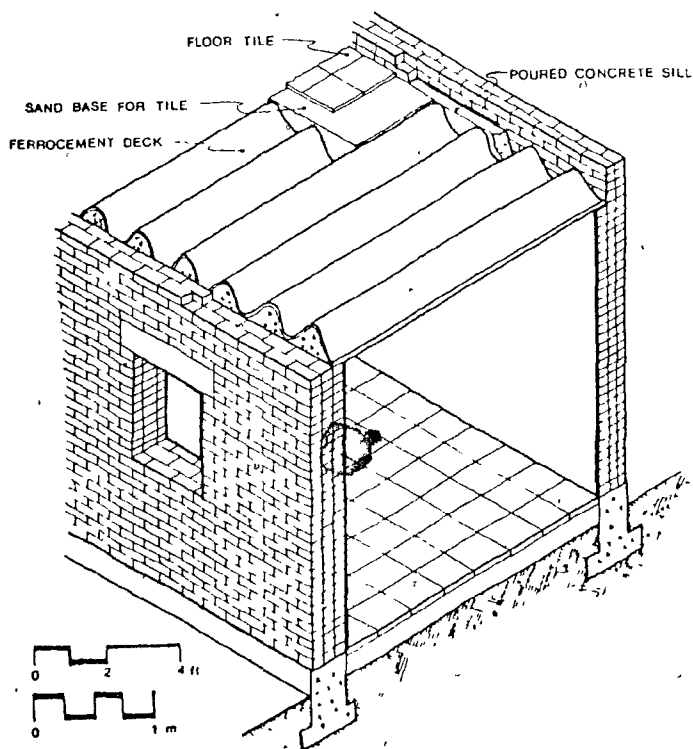 FLOOR TILE
POURED CONCRETE SILL
SAND BASE FOR TILE
FERROCEMENT DECK
0 2 4 ft
0 1 m